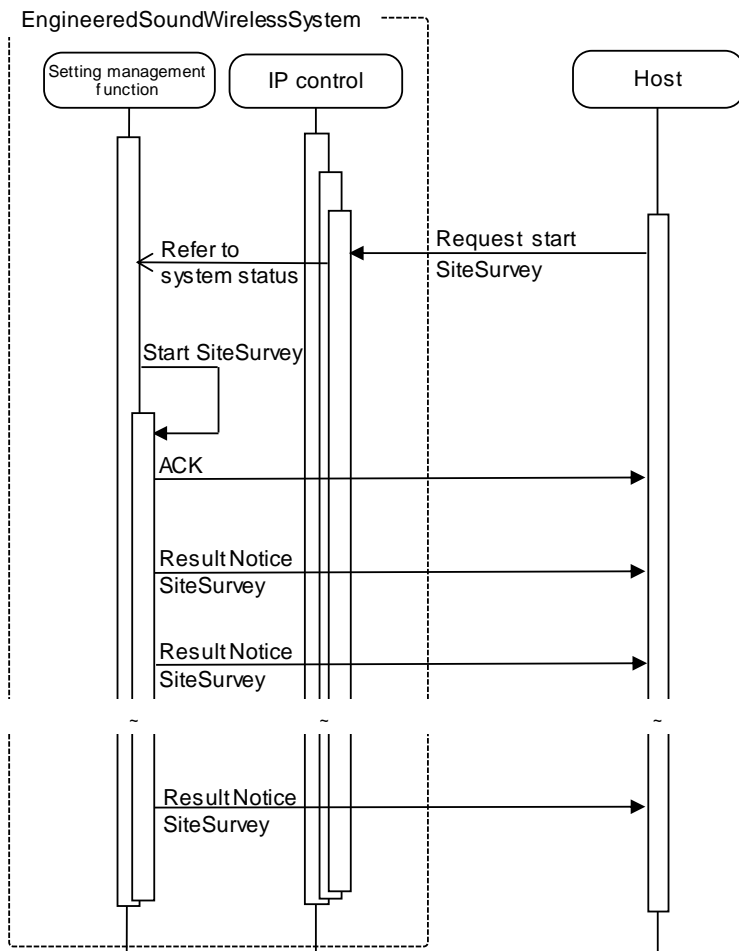 EngineeredSoundWirelessSystem
Setting management
function
IP control
Host
Request start
SiteSurvey
Refer to
system status
Start SiteSurvey
ACK
Result Notice
SiteSurvey
Result Notice
SiteSurvey
~ ~ ~
Result Notice
SiteSurvey